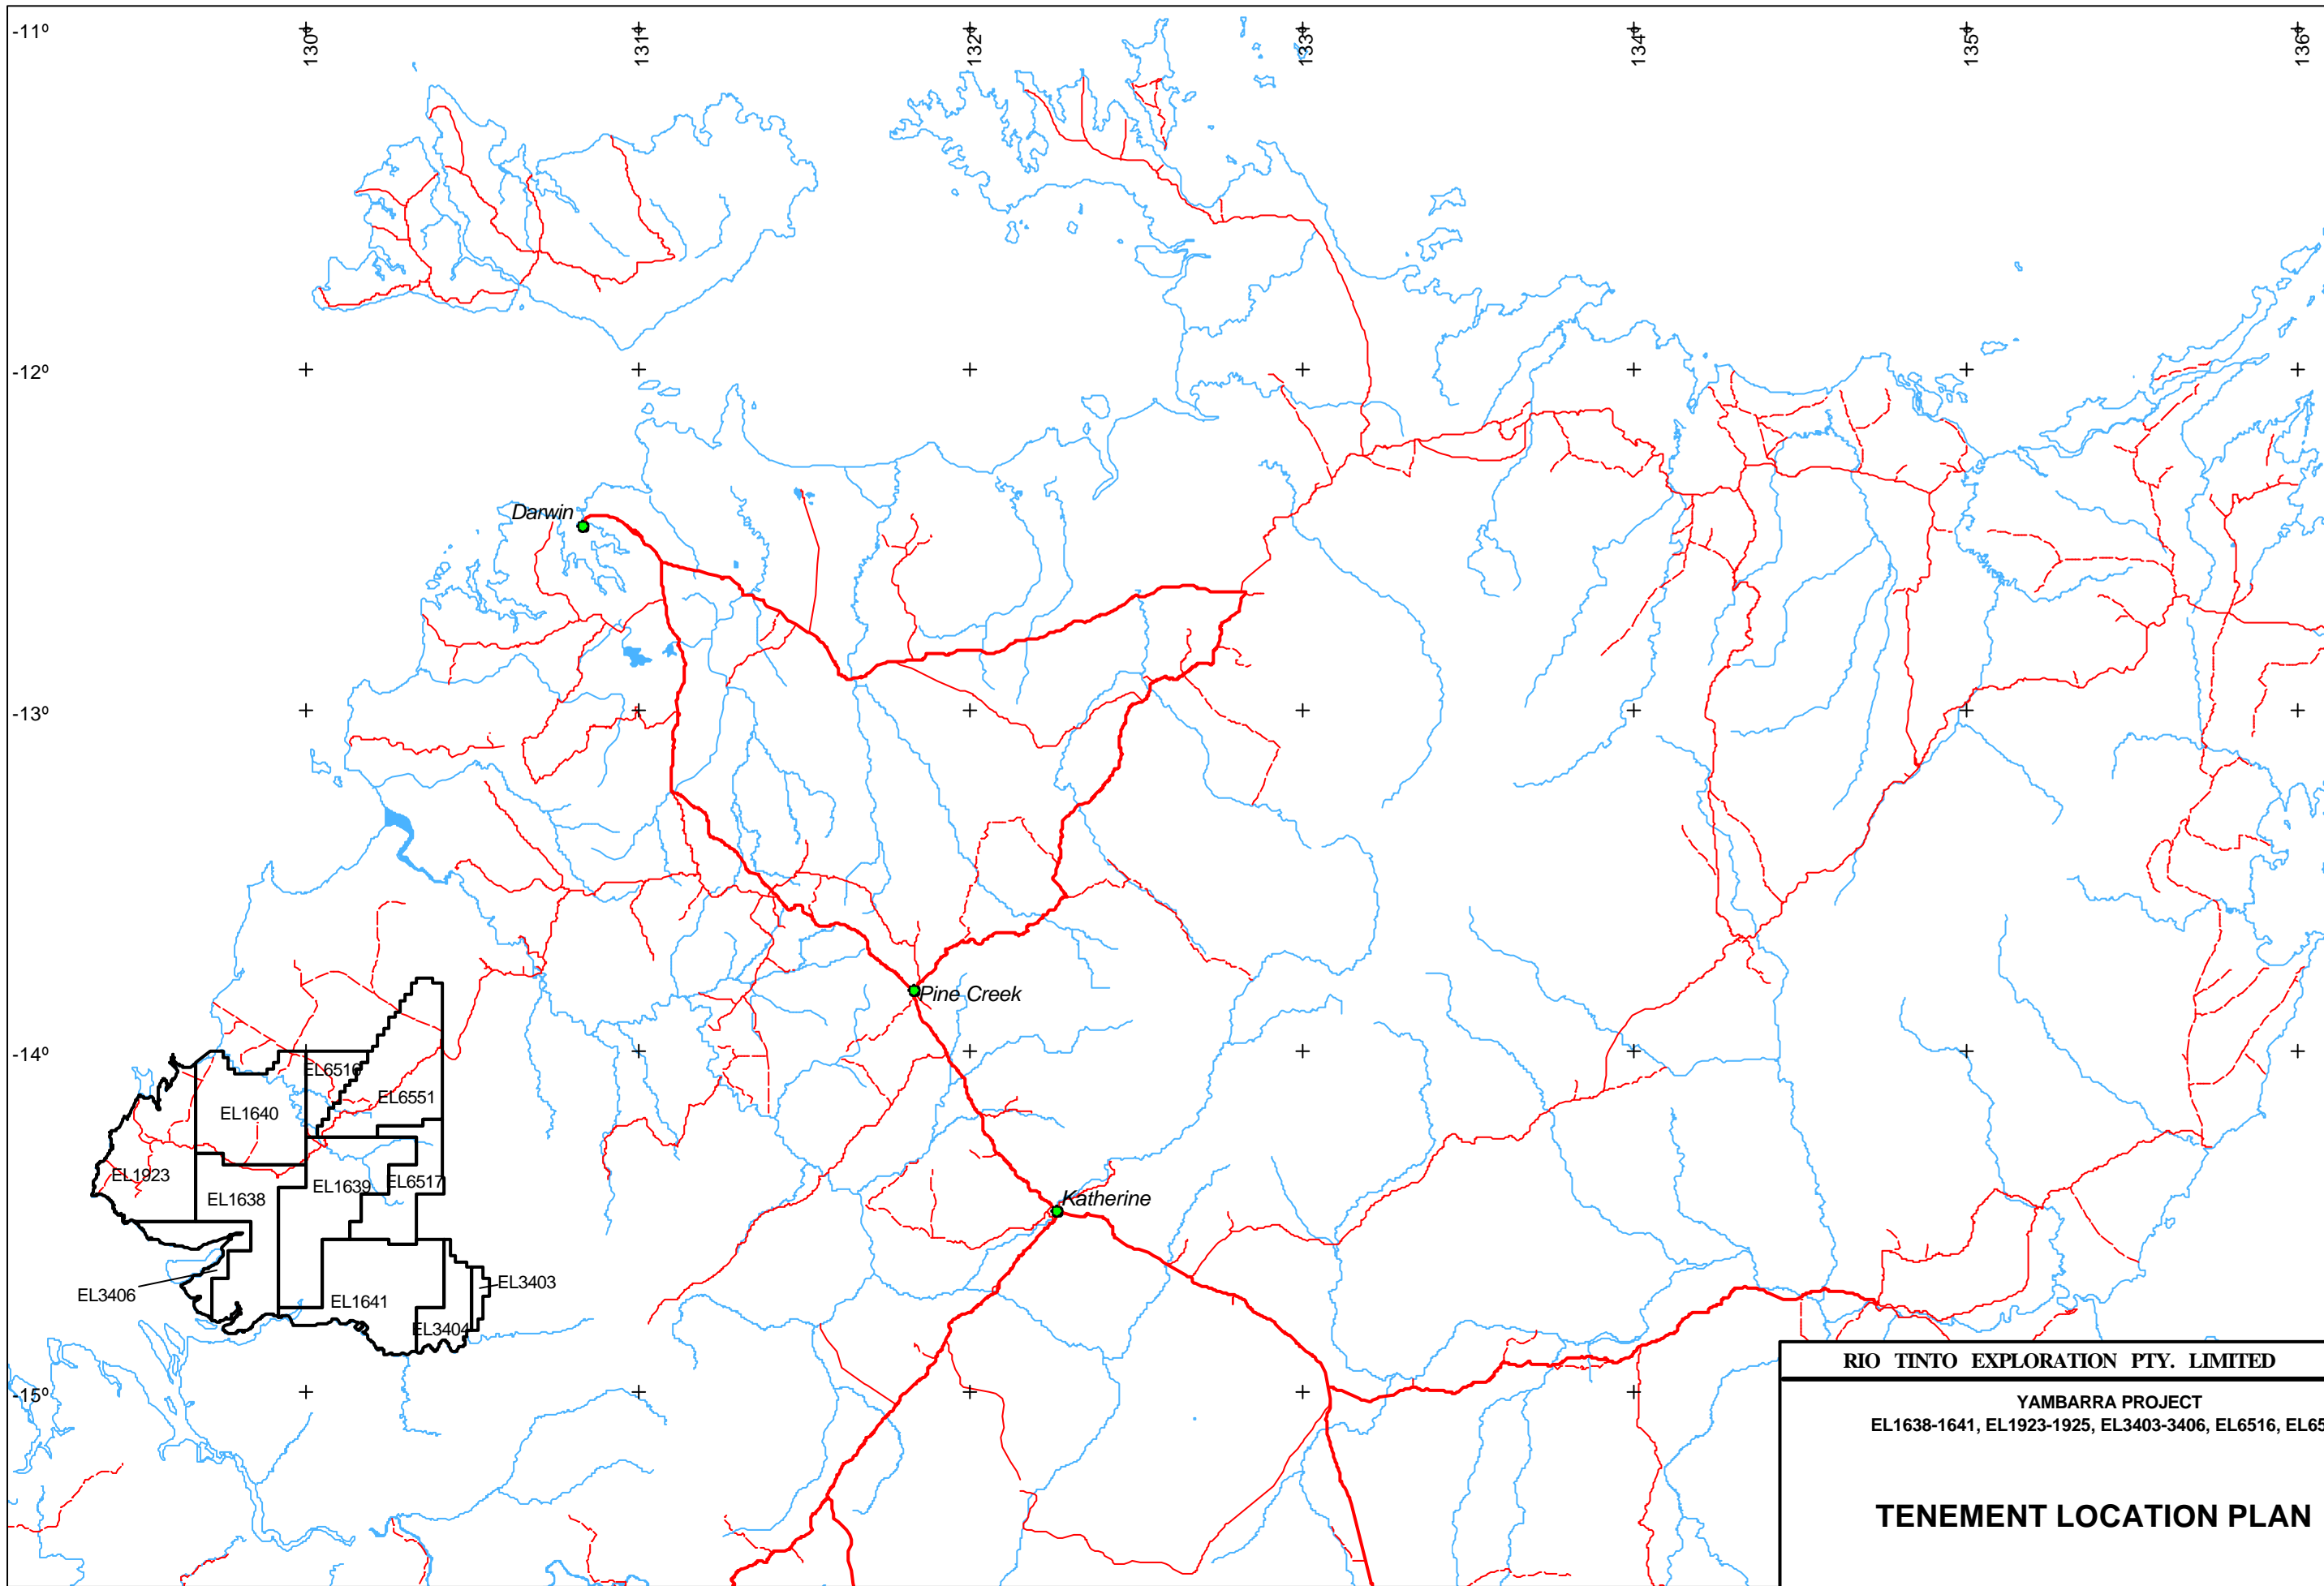 -11º
130º
131º
132º
133º
134º
135º
136º
-12º
Darwin
-13º
Pine Creek
-14º
EL6516
EL6551
EL1640
EL1923
EL1638
EL1639
EL6517
Katherine
EL3406
EL3403
EL1641
EL3404
-15º
RIO TINTO EXPLORATION PTY. LIMITED
YAMBARRA PROJECT
EL1638-1641, EL1923-1925, EL3403-3406, EL6516, EL65
TENEMENT LOCATION PLAN